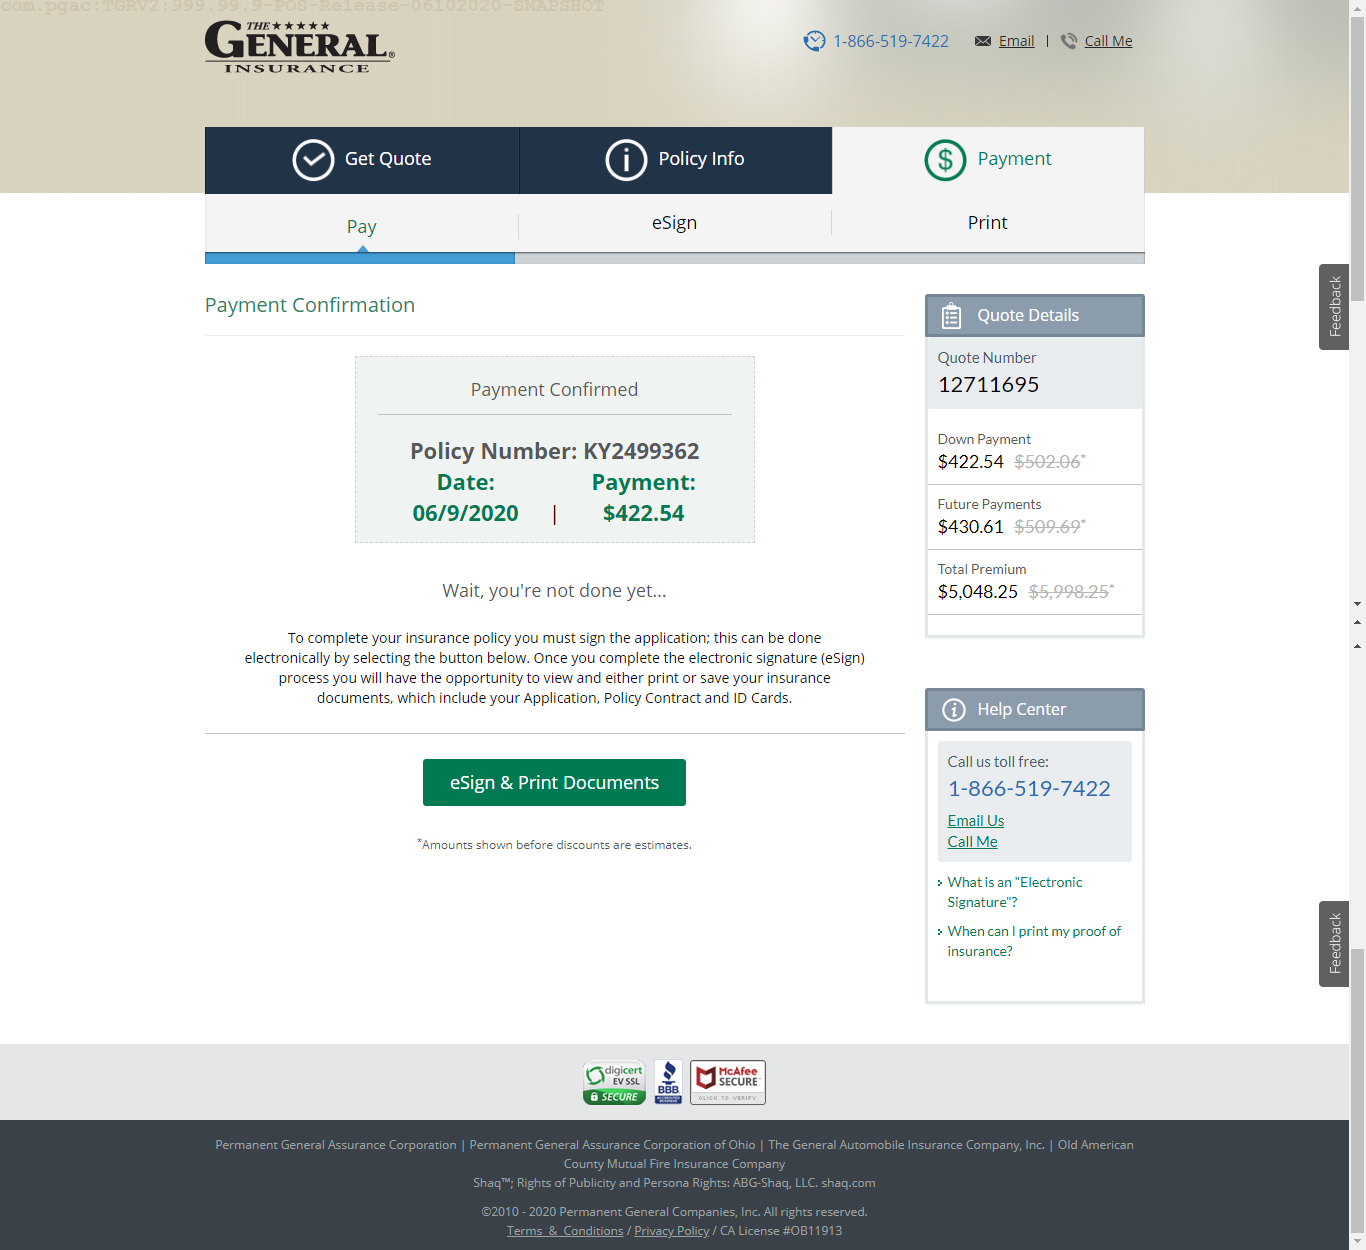 com.pgac:TGRV2:999.99.9-POS-Release-06102020-SNAPSHOT
THE
GENERAL®
INSURANCE
1-866-519-7422
Email | Call Me
Get Quote
Policy Info
Payment
Pay
eSign
Print
Payment Confirmation
Payment Confirmed
Policy Number: KY2499362
Date: Payment:
06/9/2020 | $422.54
Wait, you're not done yet...
To complete your insurance policy you must sign the application; this can be done
electronically by selecting the button below. Once you complete the electronic signature (eSign)
process you will have the opportunity to view and either print or save your insurance
documents, which include your Application, Policy Contract and ID Cards.
eSign & Print Documents
*Amounts shown before discounts are estimates.
Quote Details
Quote Number
12711695
Down Payment
$422.54 $502.06*
Future Payments
$430.61 $509.69*
Total Premium
$5,048.25 $5,998.25*
Help Center
Call us toll free:
1-866-519-7422
Email Us
Call Me
What is an "Electronic
Signature"?
When can I print my proof of
insurance?
Feedback
Feedback
digicert
EV SSL
SECURE
BBB
ACCREDITED
BUSINESS
McAfee
SECURE™
CLICK TO VERIFY
Permanent General Assurance Corporation | Permanent General Assurance Corporation of Ohio | The General Automobile Insurance Company, Inc. | Old American
County Mutual Fire Insurance Company
Shaq™; Rights of Publicity and Persona Rights: ABG-Shaq, LLC. shaq.com
©2010 - 2020 Permanent General Companies, Inc. All rights reserved.
Terms & Conditions / Privacy Policy / CA License #OB11913